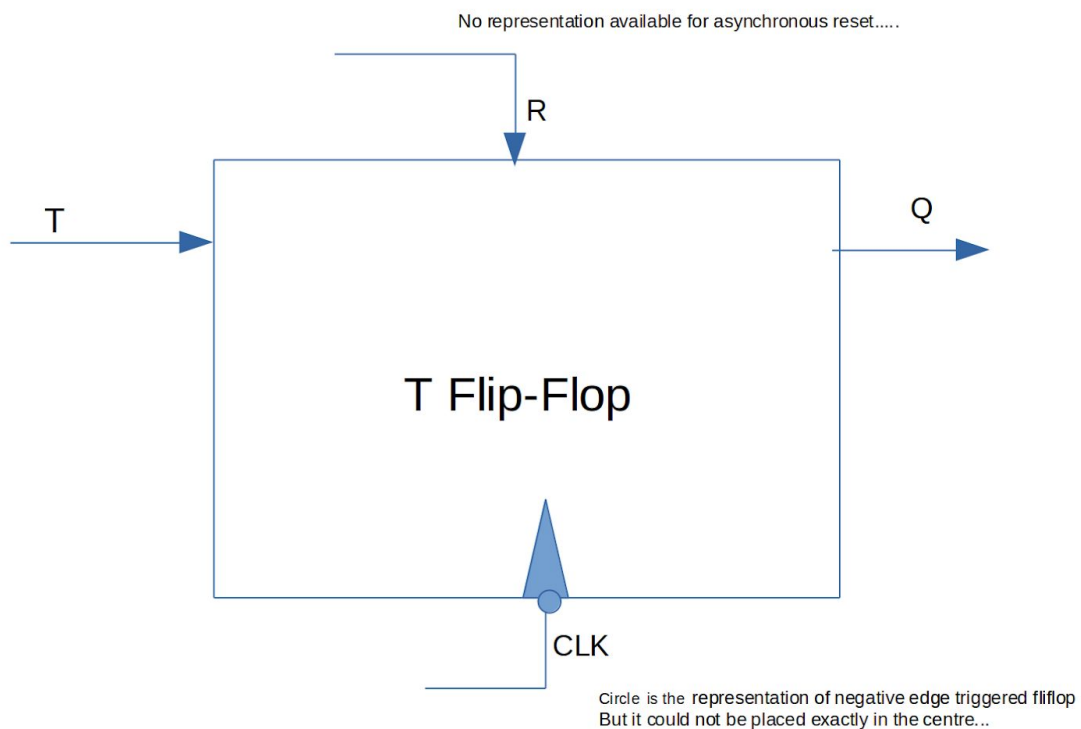 No representation available for asynchronous reset.....
R
T
Q
T Flip-Flop
CLK
Circle is the representation of negative edge triggered fliflop
But it could not be placed exactly in the centre...